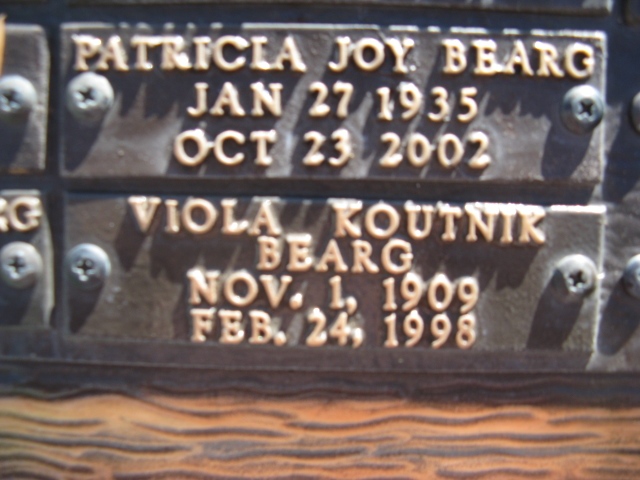 PATRICIA JOY BEARG
JAN 27 1935
OCT 23 2002
VIOLA KOUTNIK
BEARG
NOV. 1, 1909
FEB. 24, 1998